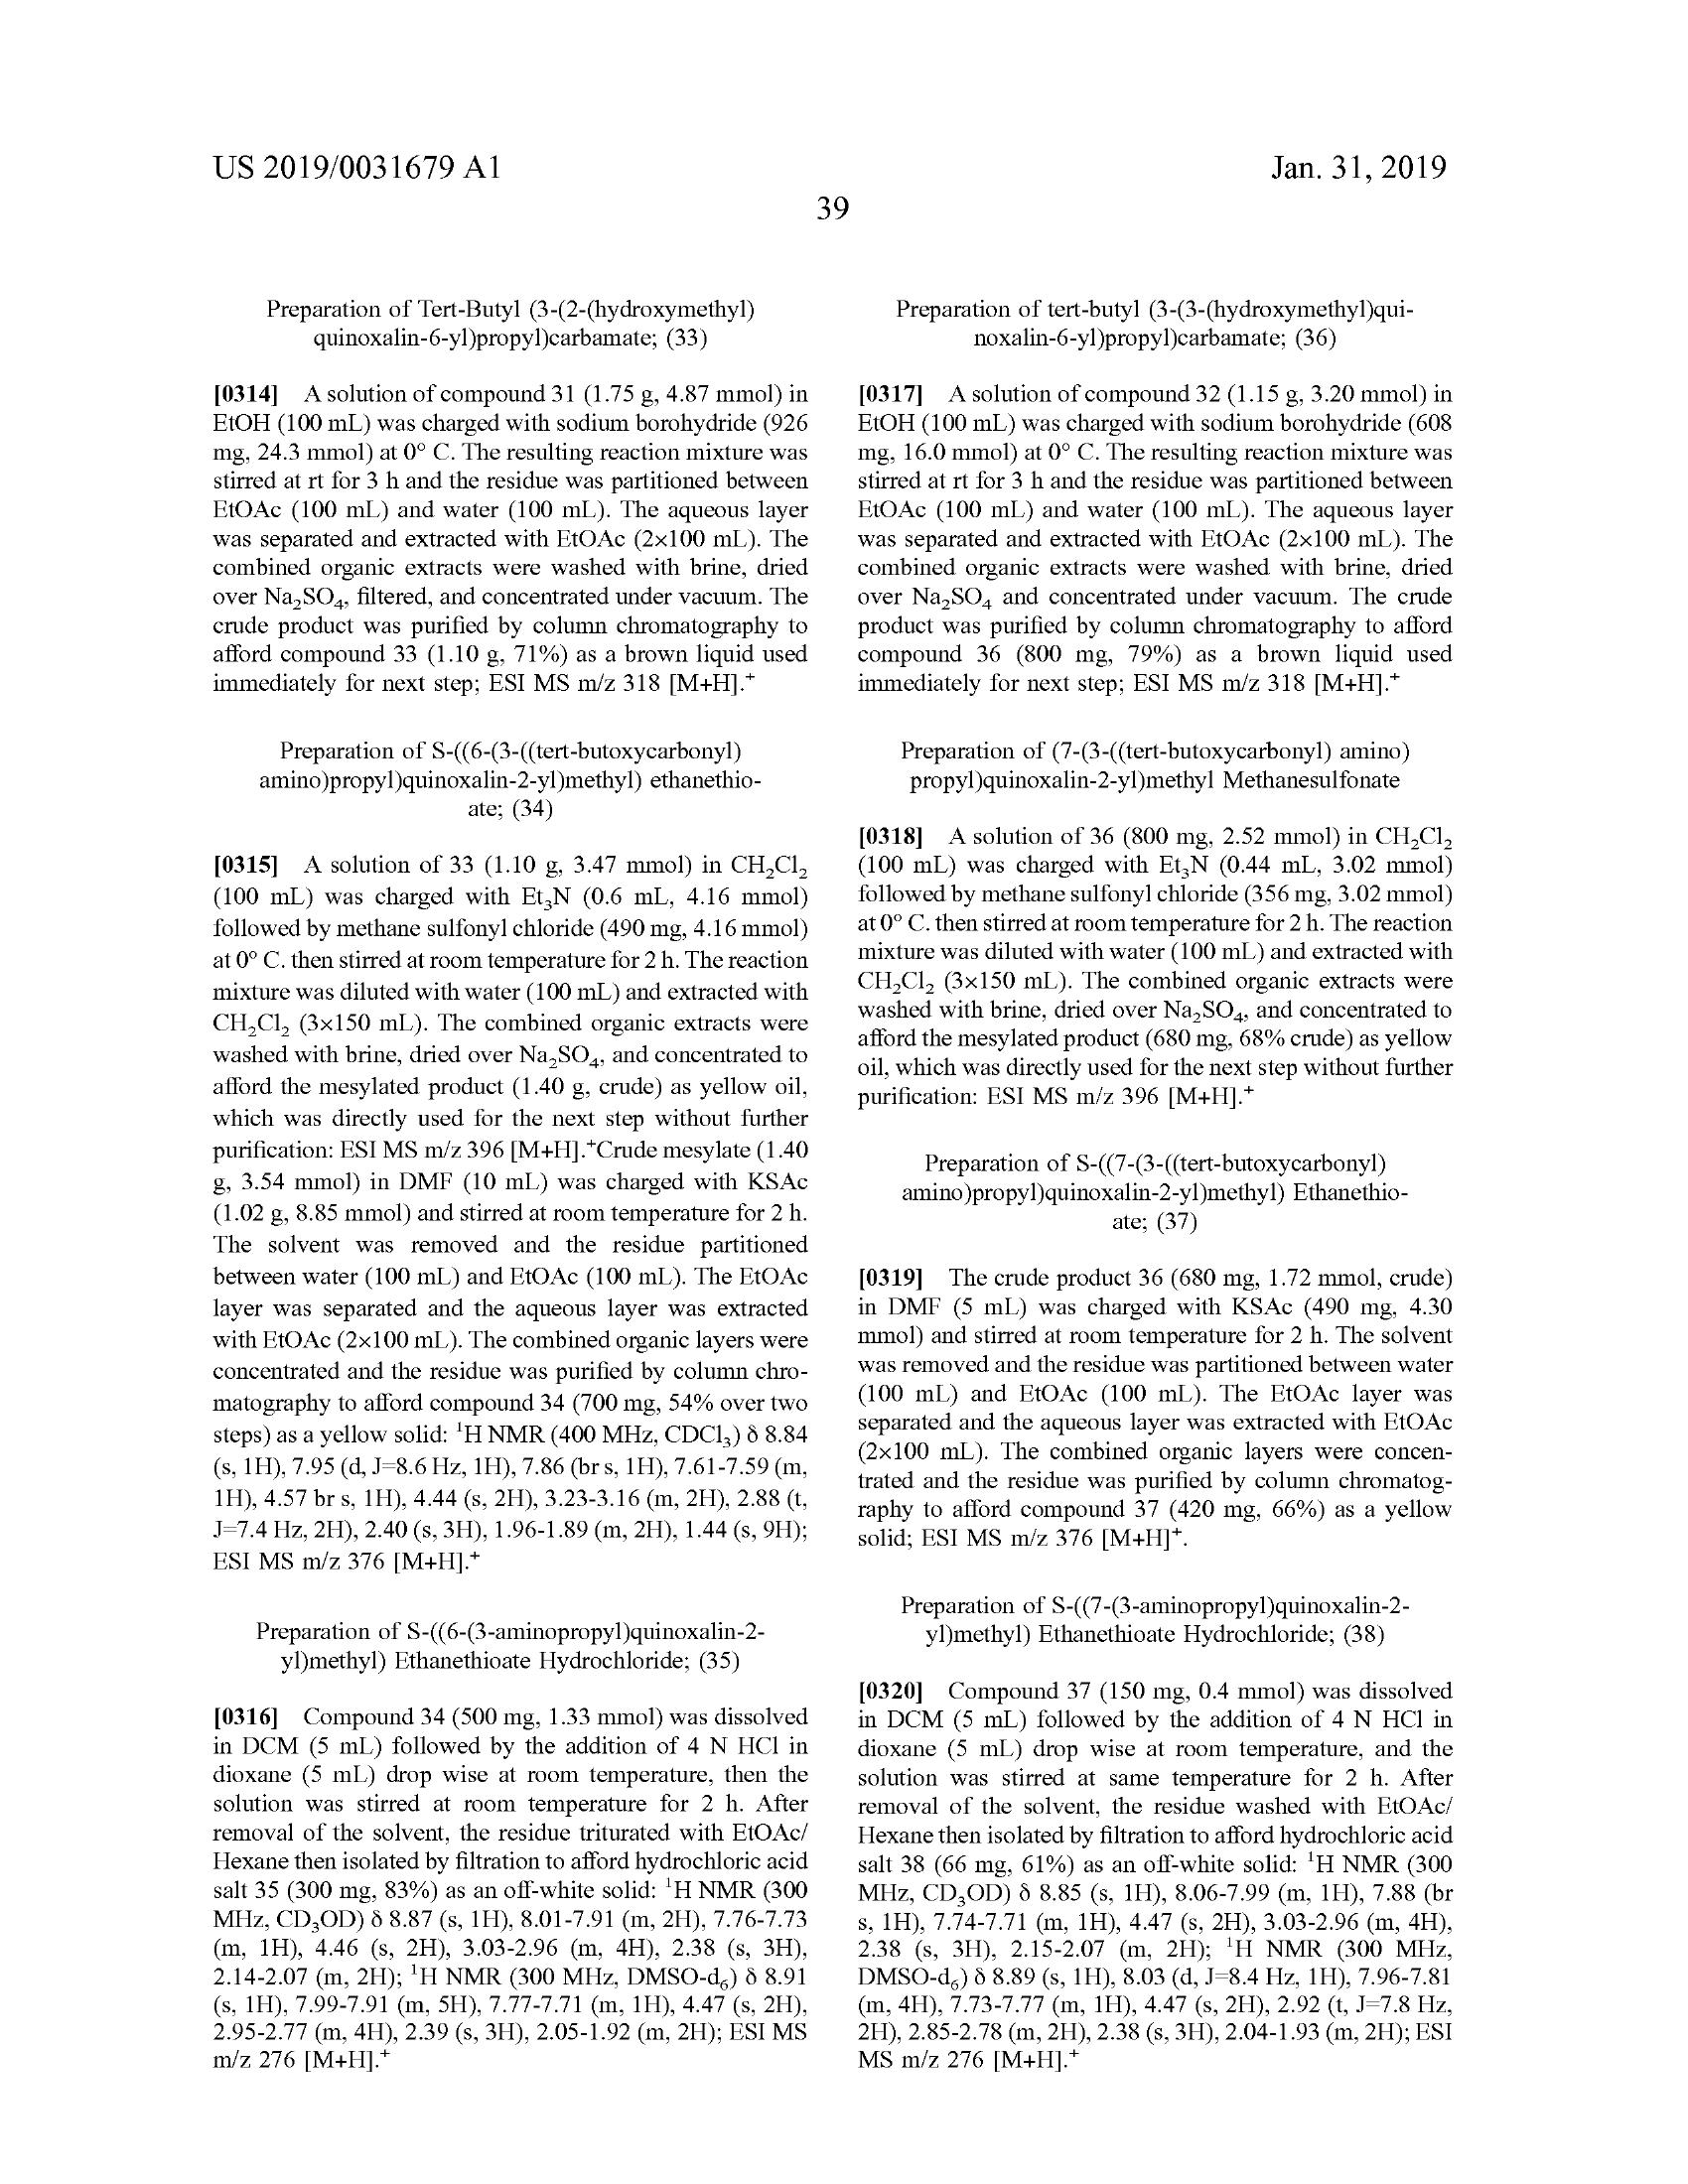 US 2019/0031679 A1
Jan. 31, 2019
39
Preparation of Tert-Butyl (3-(2-(hydroxymethyl)
quinoxalin-6-yl)propyl)carbamate; (33)
[0314] A solution of compound 31 (1.75 g, 4.87 mmol) in
EtOH (100 mL) was charged with sodium borohydride (926
mg, 24.3 mmol) at 0° C. The resulting reaction mixture was
stirred at rt for 3 h and the residue was partitioned between
EtOAc (100 mL) and water (100 mL). The aqueous layer
was separated and extracted with EtOAc (2x100 mL). The
combined organic extracts were washed with brine, dried
over Na₂SO₄, filtered, and concentrated under vacuum. The
crude product was purified by column chromatography to
afford compound 33 (1.10 g, 71%) as a brown liquid used
immediately for next step; ESI MS m/z 318 [M+H].⁺
Preparation of S-((6-(3-((tert-butoxycarbonyl)
amino)propyl)quinoxalin-2-yl)methyl) ethanethio-
ate; (34)
[0315] A solution of 33 (1.10 g, 3.47 mmol) in CH₂Cl₂
(100 mL) was charged with Et₃N (0.6 mL, 4.16 mmol)
followed by methane sulfonyl chloride (490 mg, 4.16 mmol)
at 0° C. then stirred at room temperature for 2 h. The reaction
mixture was diluted with water (100 mL) and extracted with
CH₂Cl₂ (3x150 mL). The combined organic extracts were
washed with brine, dried over Na₂SO₄, and concentrated to
afford the mesylated product (1.40 g, crude) as yellow oil,
which was directly used for the next step without further
purification: ESI MS m/z 396 [M+H].⁺Crude mesylate (1.40
g, 3.54 mmol) in DMF (10 mL) was charged with KSAc
(1.02 g, 8.85 mmol) and stirred at room temperature for 2 h.
The solvent was removed and the residue partitioned
between water (100 mL) and EtOAc (100 mL). The EtOAc
layer was separated and the aqueous layer was extracted
with EtOAc (2x100 mL). The combined organic layers were
concentrated and the residue was purified by column chro-
matography to afford compound 34 (700 mg, 54% over two
steps) as a yellow solid: ¹H NMR (400 MHz, CDCl₃) δ 8.84
(s, 1H), 7.95 (d, J=8.6 Hz, 1H), 7.86 (br s, 1H), 7.61-7.59 (m,
1H), 4.57 br s, 1H), 4.44 (s, 2H), 3.23-3.16 (m, 2H), 2.88 (t,
J=7.4 Hz, 2H), 2.40 (s, 3H), 1.96-1.89 (m, 2H), 1.44 (s, 9H);
ESI MS m/z 376 [M+H].⁺
Preparation of S-((6-(3-aminopropyl)quinoxalin-2-
yl)methyl) Ethanethioate Hydrochloride; (35)
[0316] Compound 34 (500 mg, 1.33 mmol) was dissolved
in DCM (5 mL) followed by the addition of 4 N HCl in
dioxane (5 mL) drop wise at room temperature, then the
solution was stirred at room temperature for 2 h. After
removal of the solvent, the residue triturated with EtOAc/
Hexane then isolated by filtration to afford hydrochloric acid
salt 35 (300 mg, 83%) as an off-white solid: ¹H NMR (300
MHz, CD₃OD) δ 8.87 (s, 1H), 8.01-7.91 (m, 2H), 7.76-7.73
(m, 1H), 4.46 (s, 2H), 3.03-2.96 (m, 4H), 2.38 (s, 3H),
2.14-2.07 (m, 2H); ¹H NMR (300 MHz, DMSO-d₆) δ 8.91
(s, 1H), 7.99-7.91 (m, 5H), 7.77-7.71 (m, 1H), 4.47 (s, 2H),
2.95-2.77 (m, 4H), 2.39 (s, 3H), 2.05-1.92 (m, 2H); ESI MS
m/z 276 [M+H].⁺
Preparation of tert-butyl (3-(3-(hydroxymethyl)qui-
noxalin-6-yl)propyl)carbamate; (36)
[0317] A solution of compound 32 (1.15 g, 3.20 mmol) in
EtOH (100 mL) was charged with sodium borohydride (608
mg, 16.0 mmol) at 0° C. The resulting reaction mixture was
stirred at rt for 3 h and the residue was partitioned between
EtOAc (100 mL) and water (100 mL). The aqueous layer
was separated and extracted with EtOAc (2x100 mL). The
combined organic extracts were washed with brine, dried
over Na₂SO₄ and concentrated under vacuum. The crude
product was purified by column chromatography to afford
compound 36 (800 mg, 79%) as a brown liquid used
immediately for next step; ESI MS m/z 318 [M+H].⁺
Preparation of (7-(3-((tert-butoxycarbonyl) amino)
propyl)quinoxalin-2-yl)methyl Methanesulfonate
[0318] A solution of 36 (800 mg, 2.52 mmol) in CH₂Cl₂
(100 mL) was charged with Et₃N (0.44 mL, 3.02 mmol)
followed by methane sulfonyl chloride (356 mg, 3.02 mmol)
at 0° C. then stirred at room temperature for 2 h. The reaction
mixture was diluted with water (100 mL) and extracted with
CH₂Cl₂ (3x150 mL). The combined organic extracts were
washed with brine, dried over Na₂SO₄, and concentrated to
afford the mesylated product (680 mg, 68% crude) as yellow
oil, which was directly used for the next step without further
purification: ESI MS m/z 396 [M+H].⁺
Preparation of S-((7-(3-((tert-butoxycarbonyl)
amino)propyl)quinoxalin-2-yl)methyl) Ethanethio-
ate; (37)
[0319] The crude product 36 (680 mg, 1.72 mmol, crude)
in DMF (5 mL) was charged with KSAc (490 mg, 4.30
mmol) and stirred at room temperature for 2 h. The solvent
was removed and the residue was partitioned between water
(100 mL) and EtOAc (100 mL). The EtOAc layer was
separated and the aqueous layer was extracted with EtOAc
(2x100 mL). The combined organic layers were concen-
trated and the residue was purified by column chromatog-
raphy to afford compound 37 (420 mg, 66%) as a yellow
solid; ESI MS m/z 376 [M+H]⁺.
Preparation of S-((7-(3-aminopropyl)quinoxalin-2-
yl)methyl) Ethanethioate Hydrochloride; (38)
[0320] Compound 37 (150 mg, 0.4 mmol) was dissolved
in DCM (5 mL) followed by the addition of 4 N HCl in
dioxane (5 mL) drop wise at room temperature, and the
solution was stirred at same temperature for 2 h. After
removal of the solvent, the residue washed with EtOAc/
Hexane then isolated by filtration to afford hydrochloric acid
salt 38 (66 mg, 61%) as an off-white solid: ¹H NMR (300
MHz, CD₃OD) δ 8.85 (s, 1H), 8.06-7.99 (m, 1H), 7.88 (br
s, 1H), 7.74-7.71 (m, 1H), 4.47 (s, 2H), 3.03-2.96 (m, 4H),
2.38 (s, 3H), 2.15-2.07 (m, 2H); ¹H NMR (300 MHz,
DMSO-d₆) δ 8.89 (s, 1H), 8.03 (d, J=8.4 Hz, 1H), 7.96-7.81
(m, 4H), 7.73-7.77 (m, 1H), 4.47 (s, 2H), 2.92 (t, J=7.8 Hz,
2H), 2.85-2.78 (m, 2H), 2.38 (s, 3H), 2.04-1.93 (m, 2H); ESI
MS m/z 276 [M+H].⁺